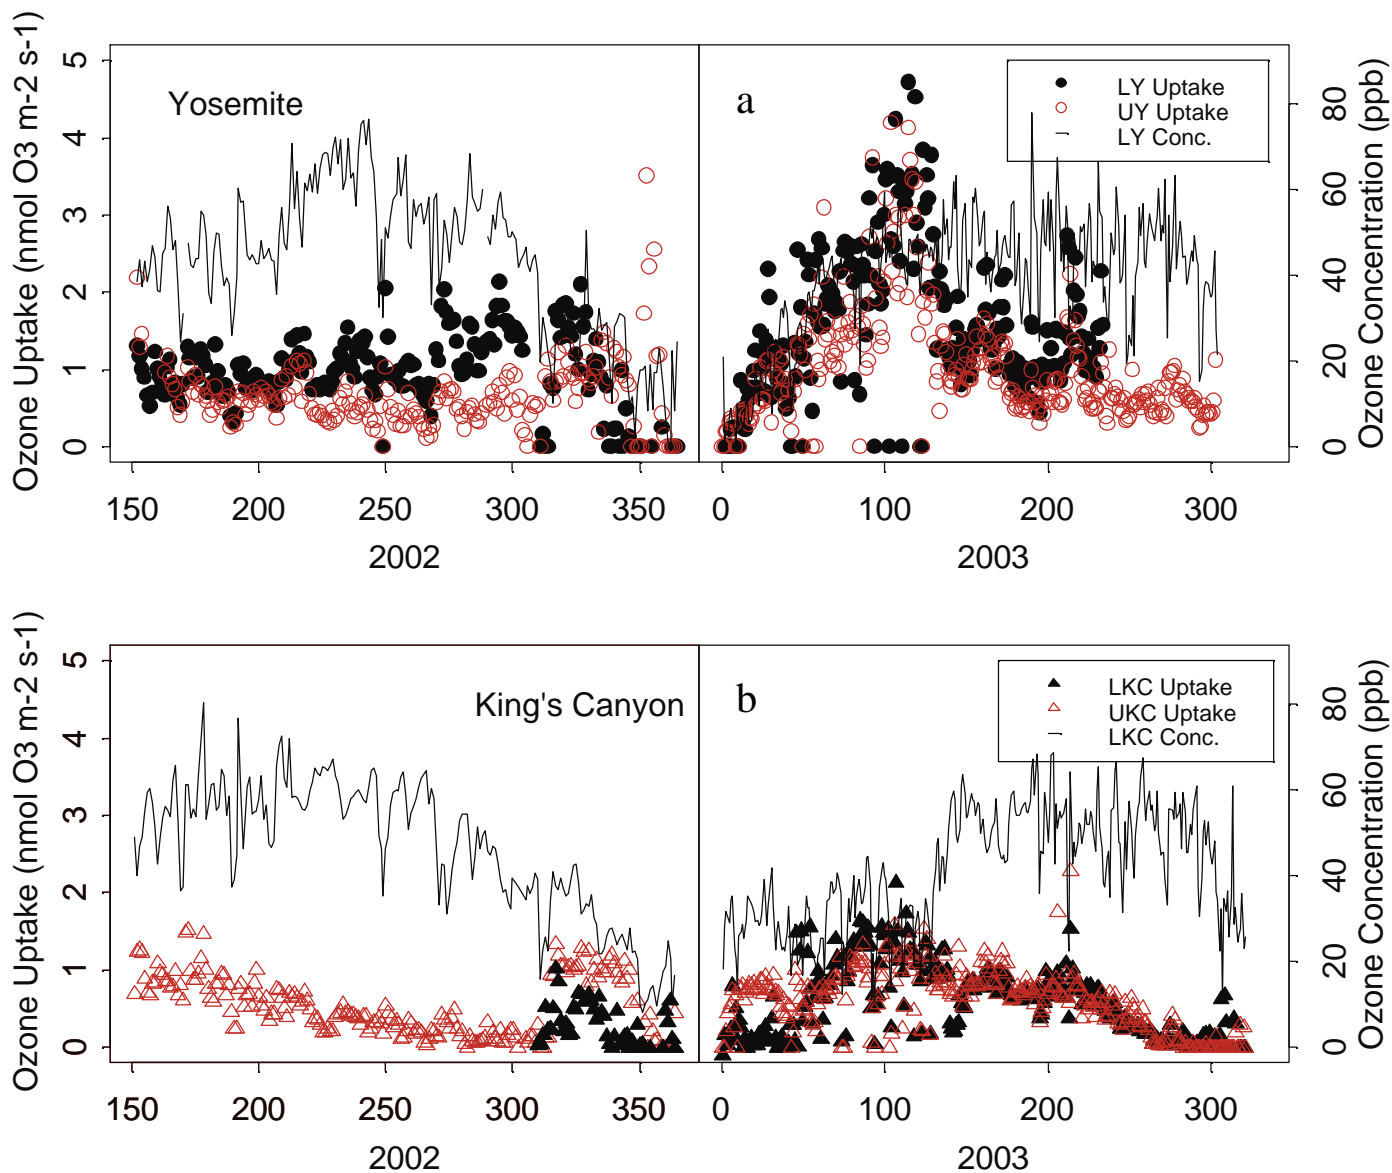 Ozone Uptake (nmol O3 m-2 s-1)
5
4
3
2
1
0
Yosemite
a
LY Uptake
UY Uptake
LY Conc.
80
60
40
20
0
Ozone Concentration (ppb)
150 200 250 300 350
0 100 200 300
2002
2003
Ozone Uptake (nmol O3 m-2 s-1)
5
4
3
2
1
0
King's Canyon
b
LKC Uptake
UKC Uptake
LKC Conc.
80
60
40
20
0
Ozone Concentration (ppb)
150 200 250 300 350
0 100 200 300
2002
2003